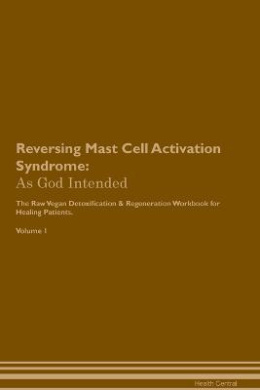 Reversing Mast Cell Activation
Syndrome:
As God Intended
The Raw Vegan Detoxification & Regeneration Workbook for
Healing Patients.
Volume 1
Health Central